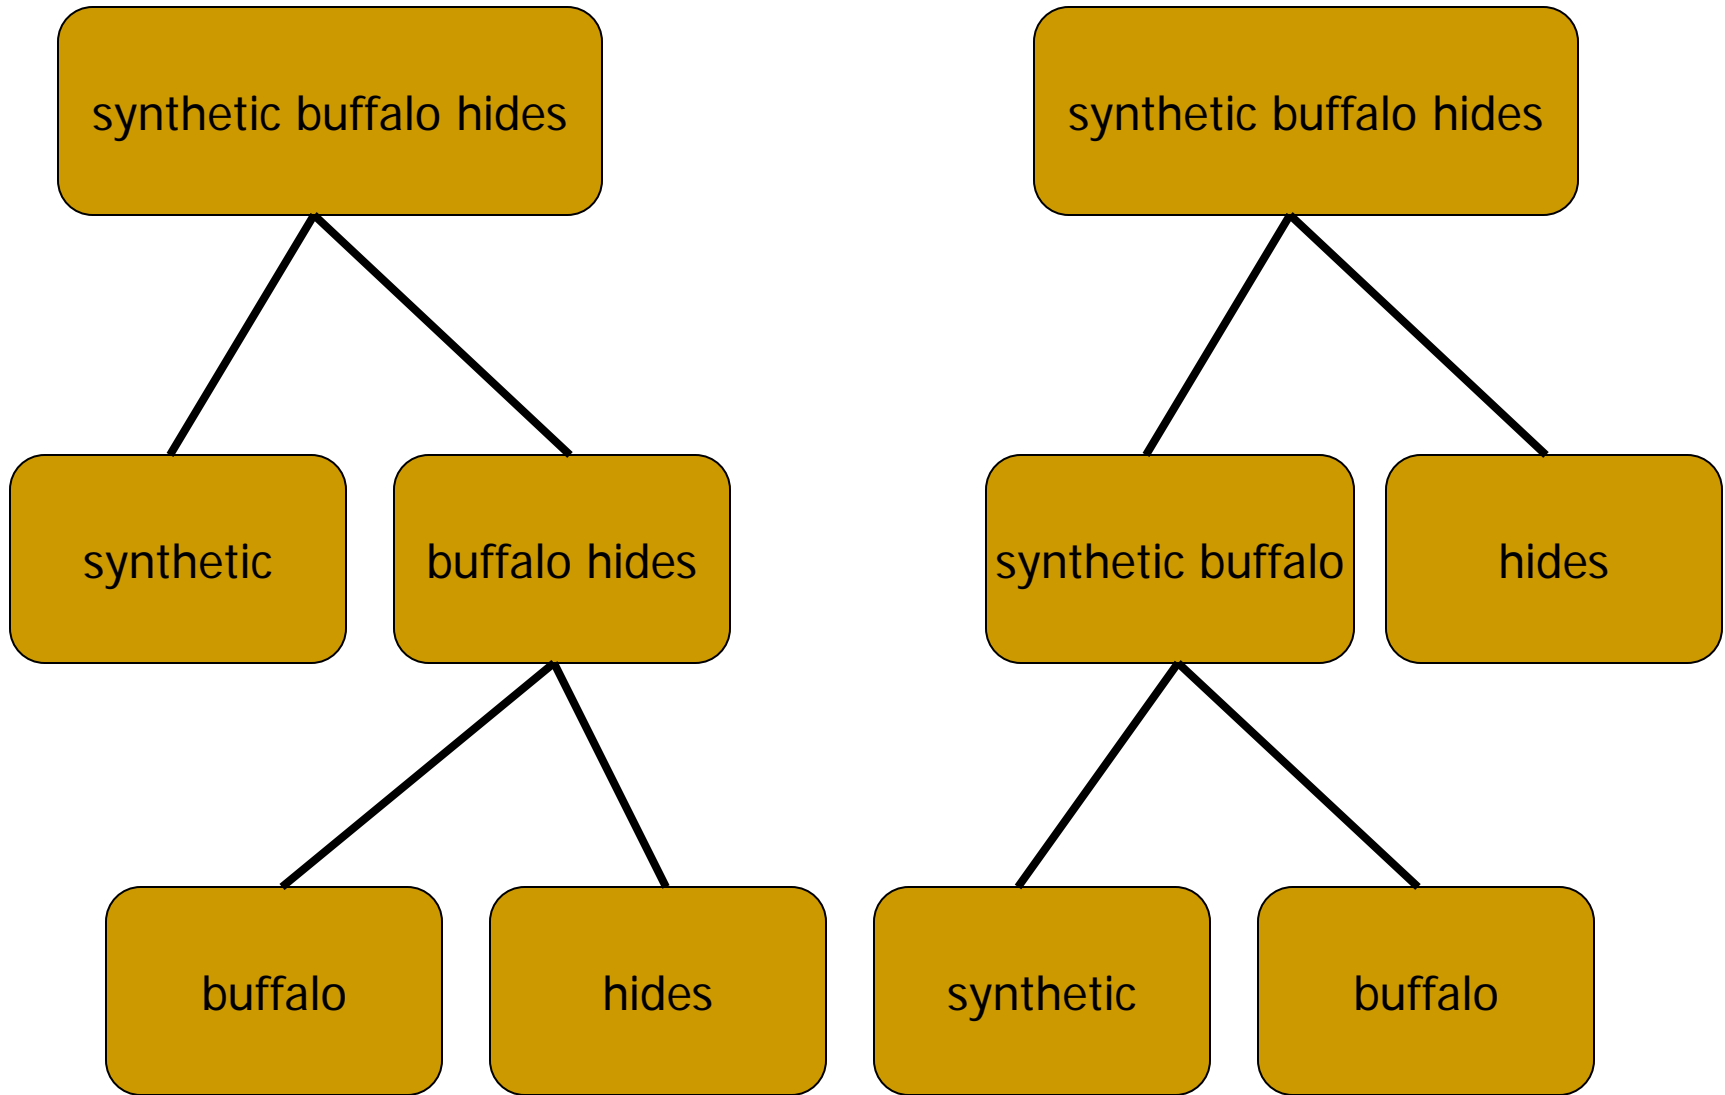 synthetic buffalo hides
synthetic buffalo hides
synthetic
buffalo hides
synthetic buffalo
hides
buffalo
hides
synthetic
buffalo